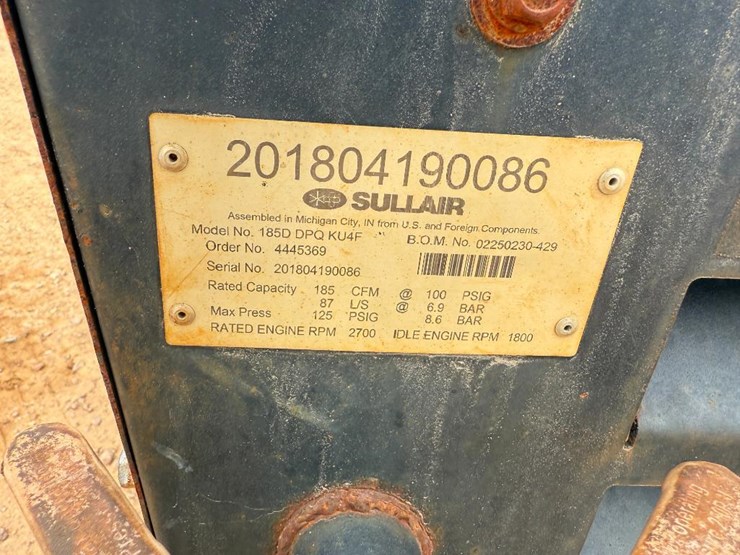 201804190086
SULLAIR
Assembled in Michigan City, IN from U.S. and Foreign Components
Model No. 185D DPQ KU4F B.O.M. No. 02250230-429
Order No. 4445369
Serial No. 201804190086
Rated Capacity 185 CFM @ 100 PSIG
87 L/S @ 6.9 BAR
Max Press 125 PSIG 8.6 BAR
RATED ENGINE RPM 2700 IDLE ENGINE RPM 1800
operating